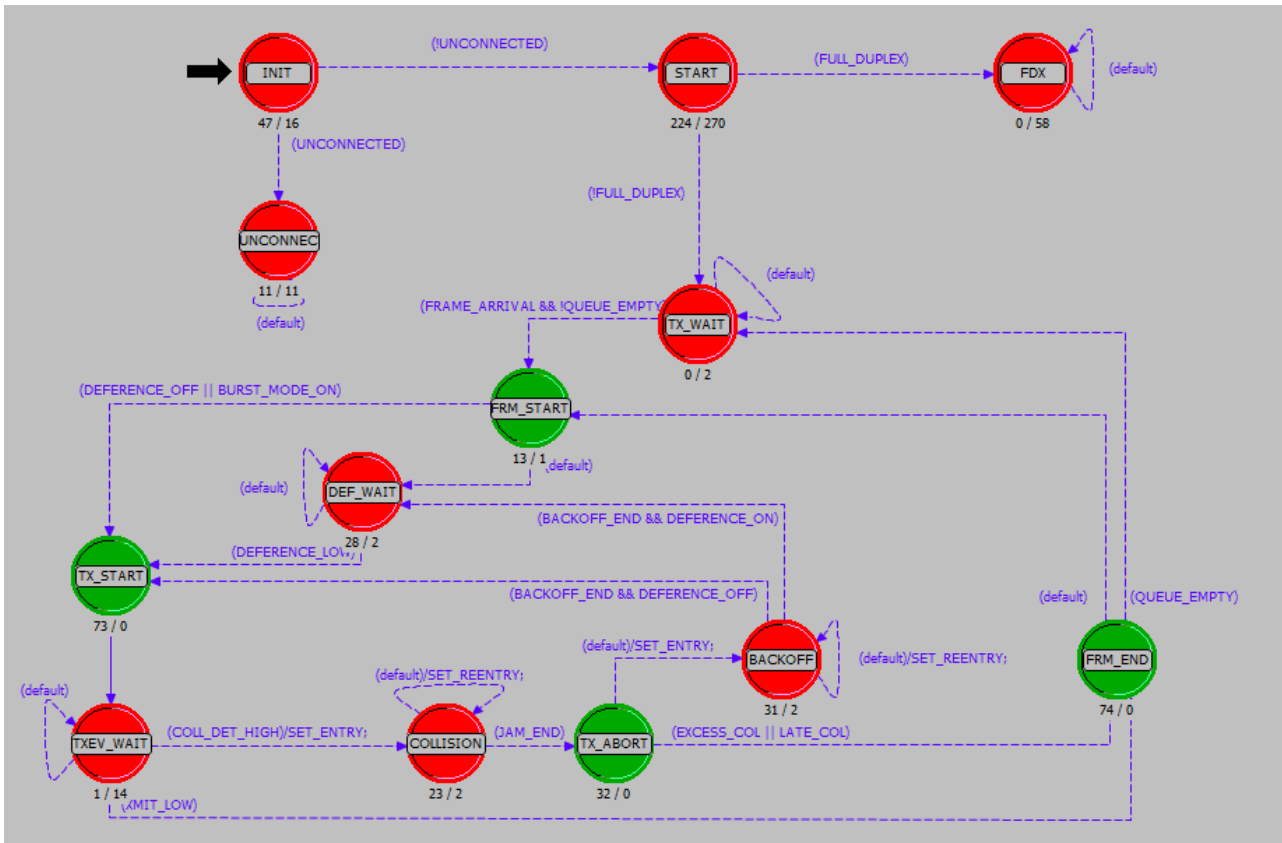 (!UNCONNECTED)
(FULL_DUPLEX)
(default)
INIT
START
FDX
47 / 16
224 / 270
0 / 58
(UNCONNECTED)
(!FULL_DUPLEX)
UNCONNEC
11 / 11
(default)
(default)
(FRAME_ARRIVAL && !QUEUE_EMPTY
TX_WAIT
0 / 2
(DEFERENCE_OFF || BURST_MODE_ON)
FRM_START
13 / 1
(default)
(default)
DEF_WAIT
(BACKOFF_END && DEFERENCE_ON)
28 / 2
(DEFERENCE_LOW)
TX_START
(BACKOFF_END && DEFERENCE_OFF)
(default)
(QUEUE_EMPTY)
73 / 0
(default)/SET_ENTRY;
BACKOFF
(default)/SET_REENTRY;
FRM_END
(default)/SET_REENTRY;
(default)
31 / 2
74 / 0
(COLL_DET_HIGH)/SET_ENTRY;
(JAM_END)
(EXCESS_COL || LATE_COL)
TXEV_WAIT
COLLISION
TX_ABORT
1 / 14
23 / 2
32 / 0
(XMIT_LOW)